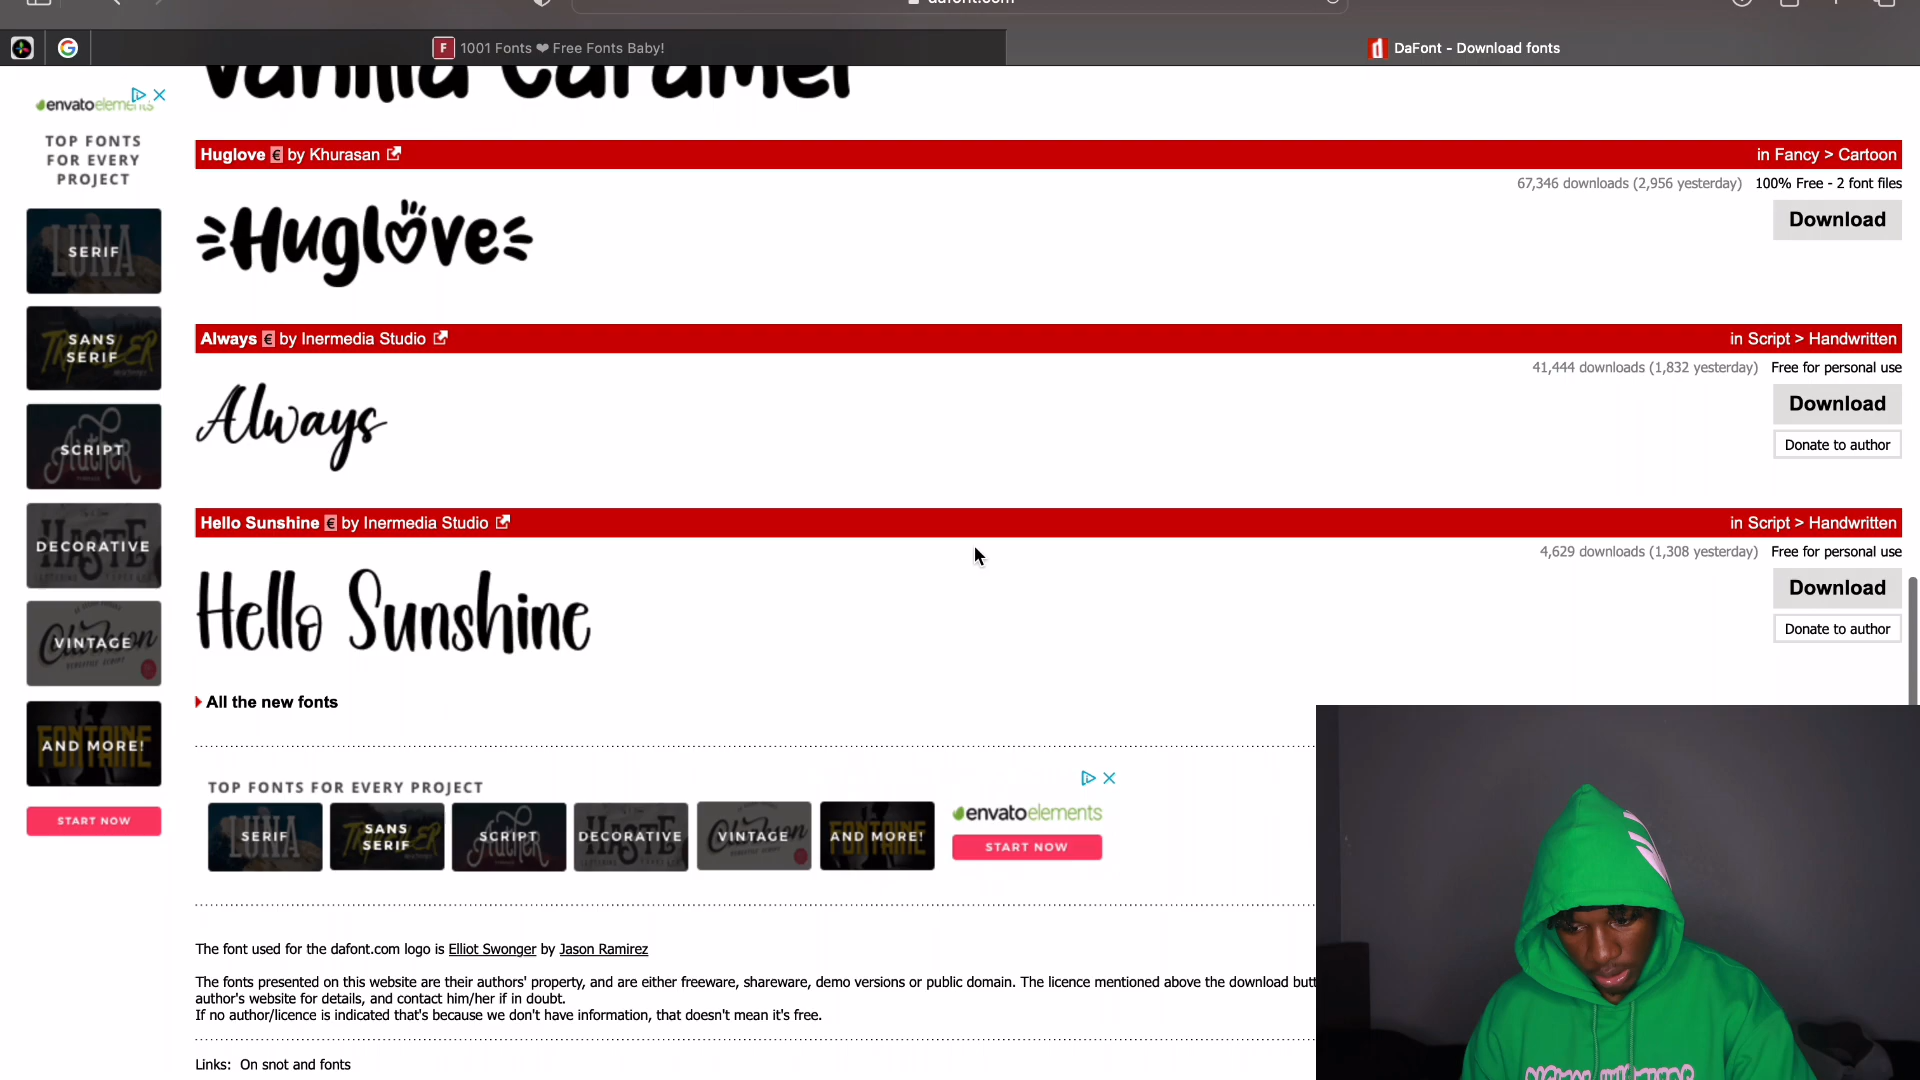 dafont.com
1001 Fonts ❤ Free Fonts Baby!
DaFont - Download fonts
Vanilla Caramel
envatoelements
TOP FONTS
FOR EVERY
PROJECT
SERIF
SANS
SERIF
SCRIPT
DECORATIVE
VINTAGE
AND MORE!
START NOW
Huglove € by Khurasan
in Fancy > Cartoon
67,346 downloads (2,956 yesterday) 100% Free - 2 font files
Download
Huglove
Always € by Inermedia Studio
in Script > Handwritten
41,444 downloads (1,832 yesterday) Free for personal use
Download
Donate to author
Always
Hello Sunshine € by Inermedia Studio
in Script > Handwritten
4,629 downloads (1,308 yesterday) Free for personal use
Download
Donate to author
Hello Sunshine
All the new fonts
TOP FONTS FOR EVERY PROJECT
SERIF
SANS
SERIF
SCRIPT
DECORATIVE
VINTAGE
AND MORE!
envatoelements
START NOW
The font used for the dafont.com logo is Elliot Swonger by Jason Ramirez
The fonts presented on this website are their authors' property, and are either freeware, shareware, demo versions or public domain. The licence mentioned above the download
author's website for details, and contact him/her if in doubt.
If no author/licence is indicated that's because we don't have information, that doesn't mean it's free.
Links: On snot and fonts